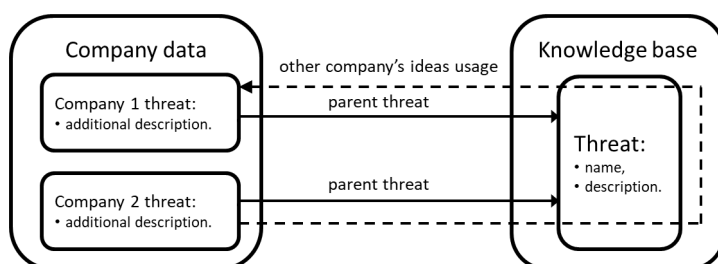 Company data
Knowledge base
other company's ideas usage
Company 1 threat:
• additional description.
parent threat
Threat:
• name,
• description.
Company 2 threat:
• additional description.
parent threat